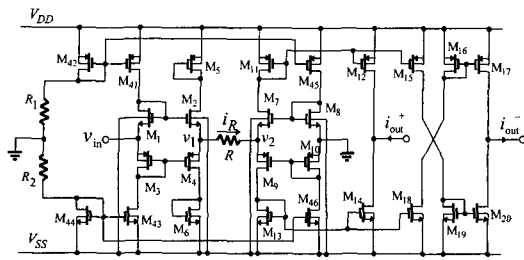 V_DD
M42 M41 M5 M11 M45 M12 M15 M16 M17
R1 M2 M7
v_in M1 v1 i_R R v2 M8 i_out+ i_out−
R2 M3 M4 M9 M10
M44 M43 M6 M13 M46 M14 M18 M19 M20
V_SS